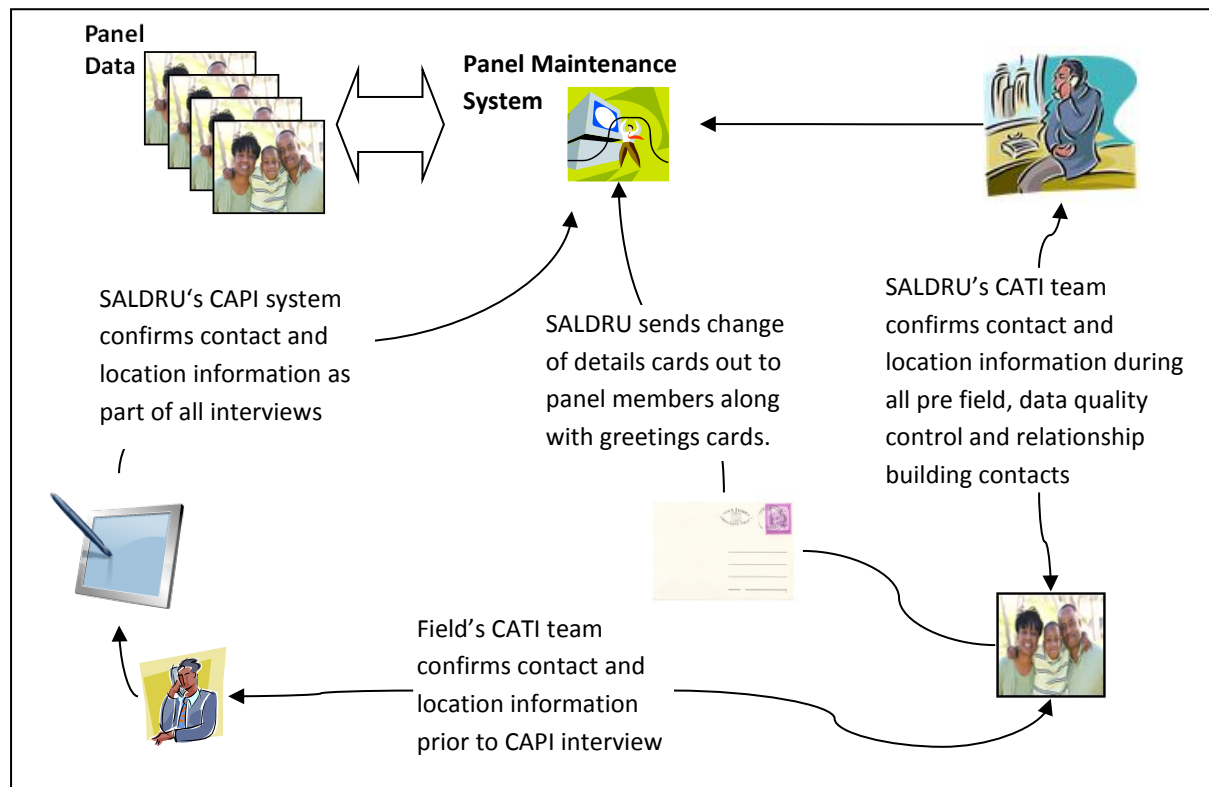 Panel
Data
Panel Maintenance
System
SALDRU‘s CAPI system
confirms contact and
location information as
part of all interviews
SALDRU sends change
of details cards out to
panel members along
with greetings cards.
SALDRU’s CATI team
confirms contact and
location information during
all pre field, data quality
control and relationship
building contacts
Field’s CATI team
confirms contact and
location information
prior to CAPI interview